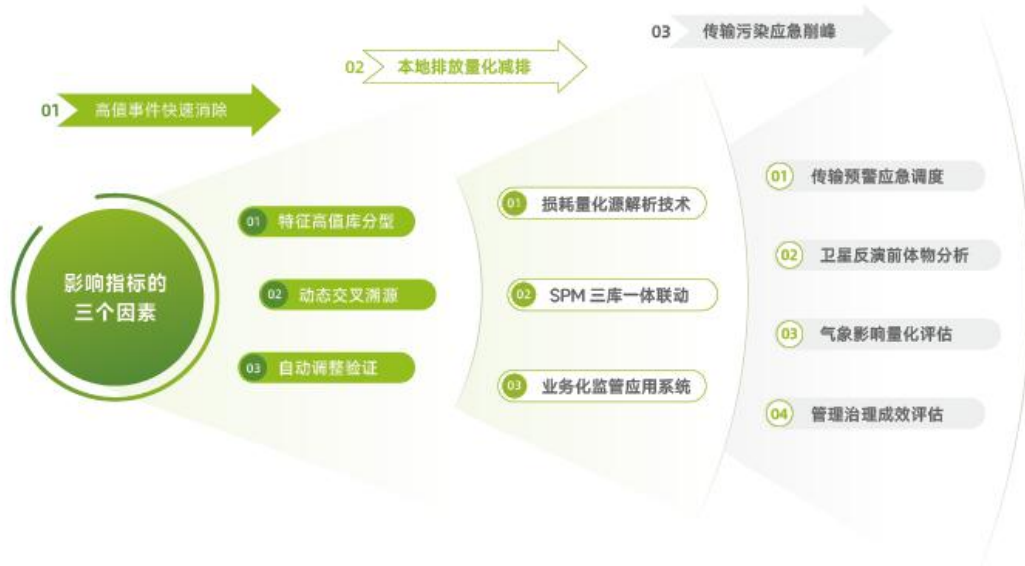 03 传输污染应急削峰
02 本地排放量化减排
01 高值事件快速消除
影响指标的
三个因素
01 特征高值库分型
02 动态交叉溯源
03 自动调整验证
01 损耗量化源解析技术
02 SPM 三库一体联动
03 业务化监管应用系统
01 传输预警应急调度
02 卫星反演前体物分析
03 气象影响量化评估
04 管理治理成效评估